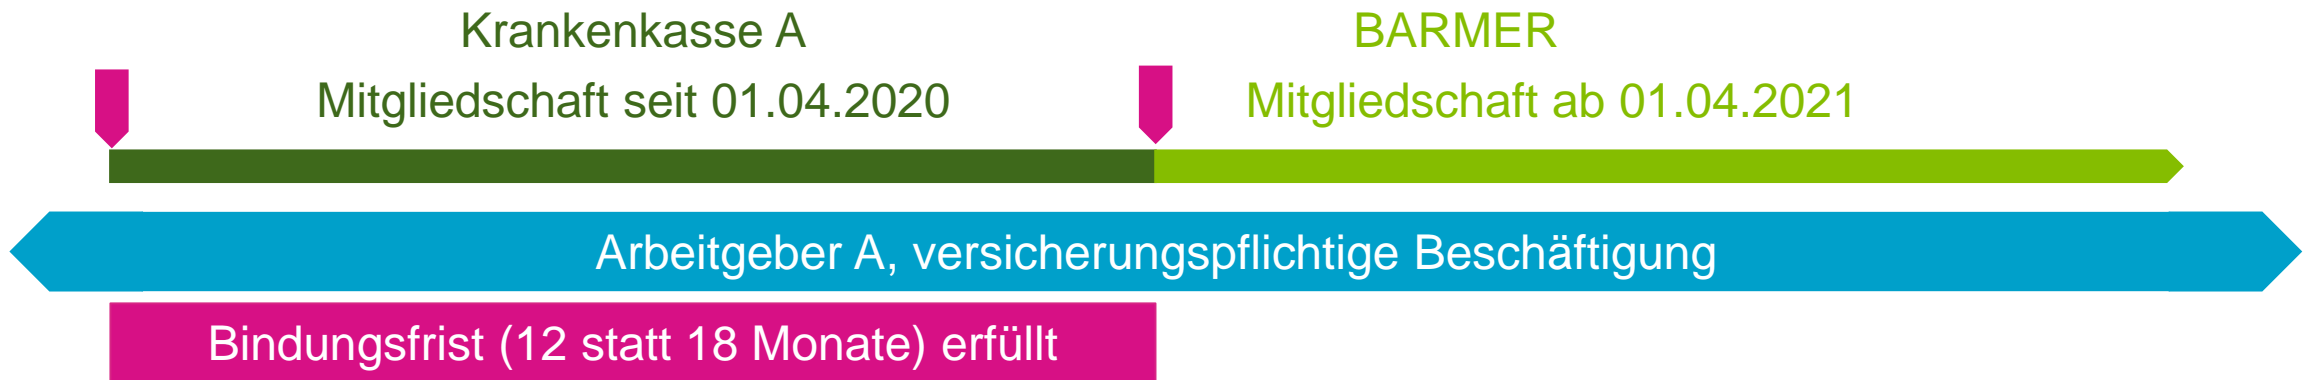 Krankenkasse A
Mitgliedschaft seit 01.04.2020
BARMER
Mitgliedschaft ab 01.04.2021
Arbeitgeber A, versicherungspflichtige Beschäftigung
Bindungsfrist (12 statt 18 Monate) erfüllt